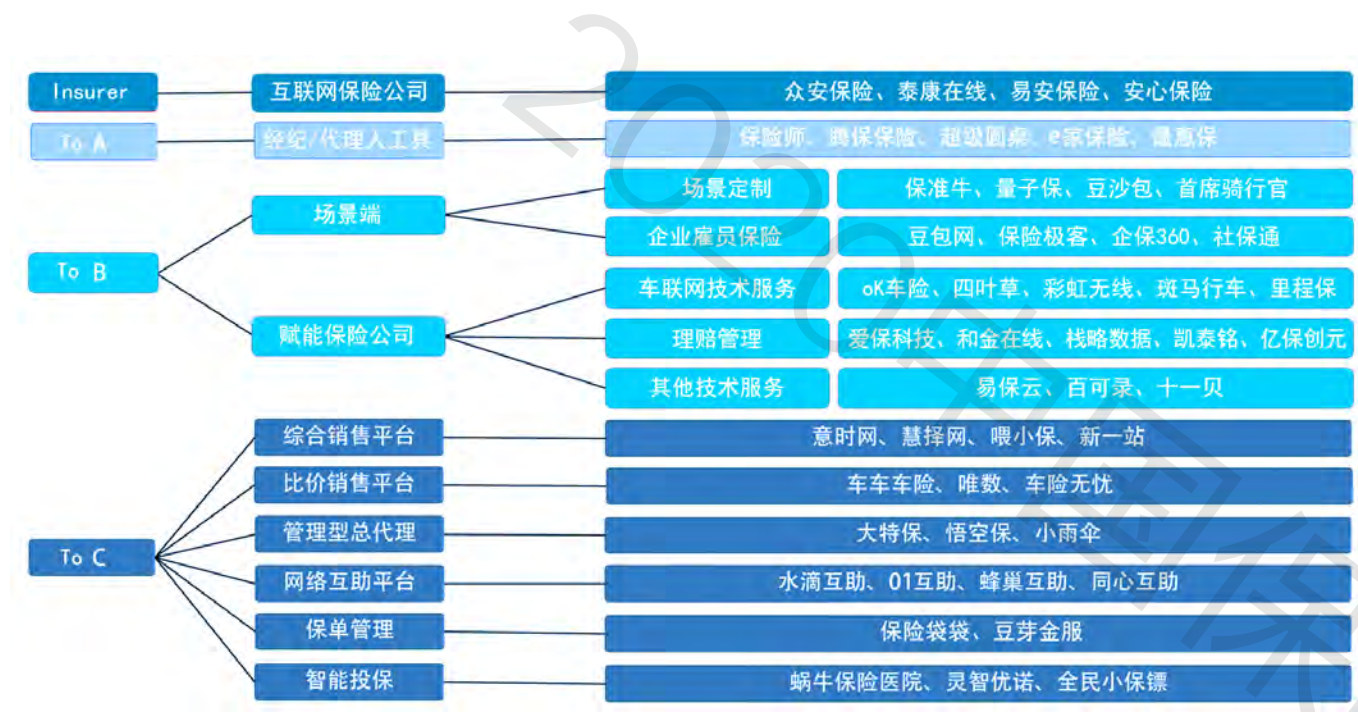 Insurer 互联网保险公司 众安保险、泰康在线、易安保险、安心保险
To A 经纪/代理人工具 保险师、腾保保险、超级圆桌、e家保险、最惠保
To B
场景端
场景定制 保准牛、量子保、豆沙包、首席骑行官
企业雇员保险 豆包网、保险极客、企保360、社保通
赋能保险公司
车联网技术服务 oK车险、四叶草、彩虹无线、斑马行车、里程保
理赔管理 爱保科技、和金在线、栈略数据、凯泰铭、亿保创元
其他技术服务 易保云、百可录、十一贝
To C
综合销售平台 意时网、慧择网、喂小保、新一站
比价销售平台 车车车险、唯数、车险无忧
管理型总代理 大特保、悟空保、小雨伞
网络互助平台 水滴互助、01互助、蜂巢互助、同心互助
保单管理 保险袋袋、豆芽金服
智能投保 蜗牛保险医院、灵智优诺、全民小保镖
2020中国保